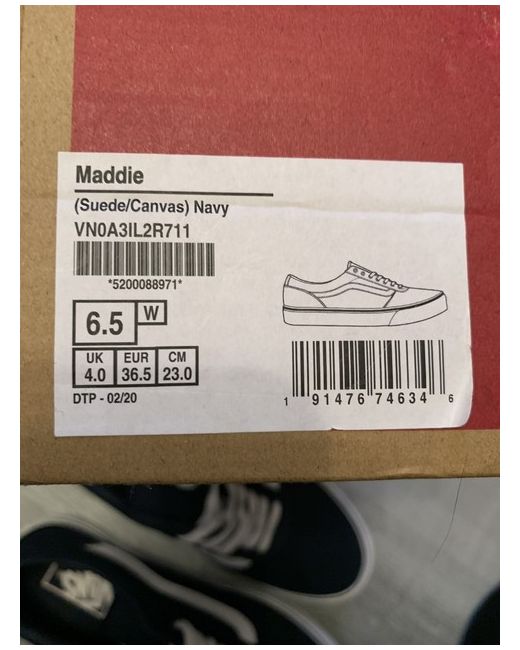 Maddie
(Suede/Canvas) Navy
VN0A3IL2R711
*5200088971*
6.5 W
UK EUR CM
4.0 36.5 23.0
DTP - 02/20
1 91476 74634 6